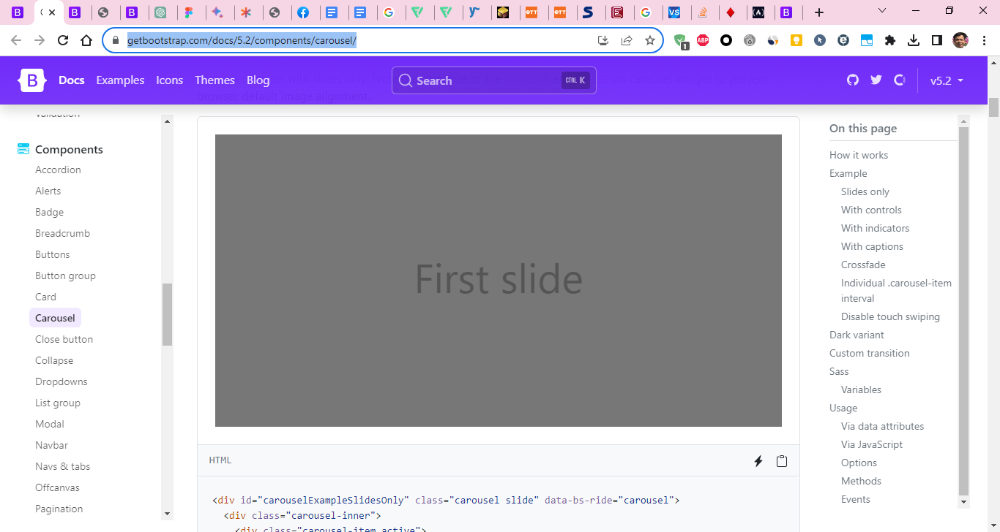 getbootstrap.com/docs/5.2/components/carousel/
ABP
1
B
Docs
Examples
Icons
Themes
Blog
Search
CTRL K
v5.2
browser default image alignment
Validation
Components
Accordion
Alerts
Badge
Breadcrumb
Buttons
Button group
Card
Carousel
Close button
Collapse
Dropdowns
List group
Modal
Navbar
Navs & tabs
Offcanvas
Pagination
First slide
HTML
<div id="carouselExampleSlidesOnly" class="carousel slide" data-bs-ride="carousel">
<div class="carousel-inner">
<div class="carousel-item active">
On this page
How it works
Example
Slides only
With controls
With indicators
With captions
Crossfade
Individual .carousel-item
interval
Disable touch swiping
Dark variant
Custom transition
Sass
Variables
Usage
Via data attributes
Via JavaScript
Options
Methods
Events